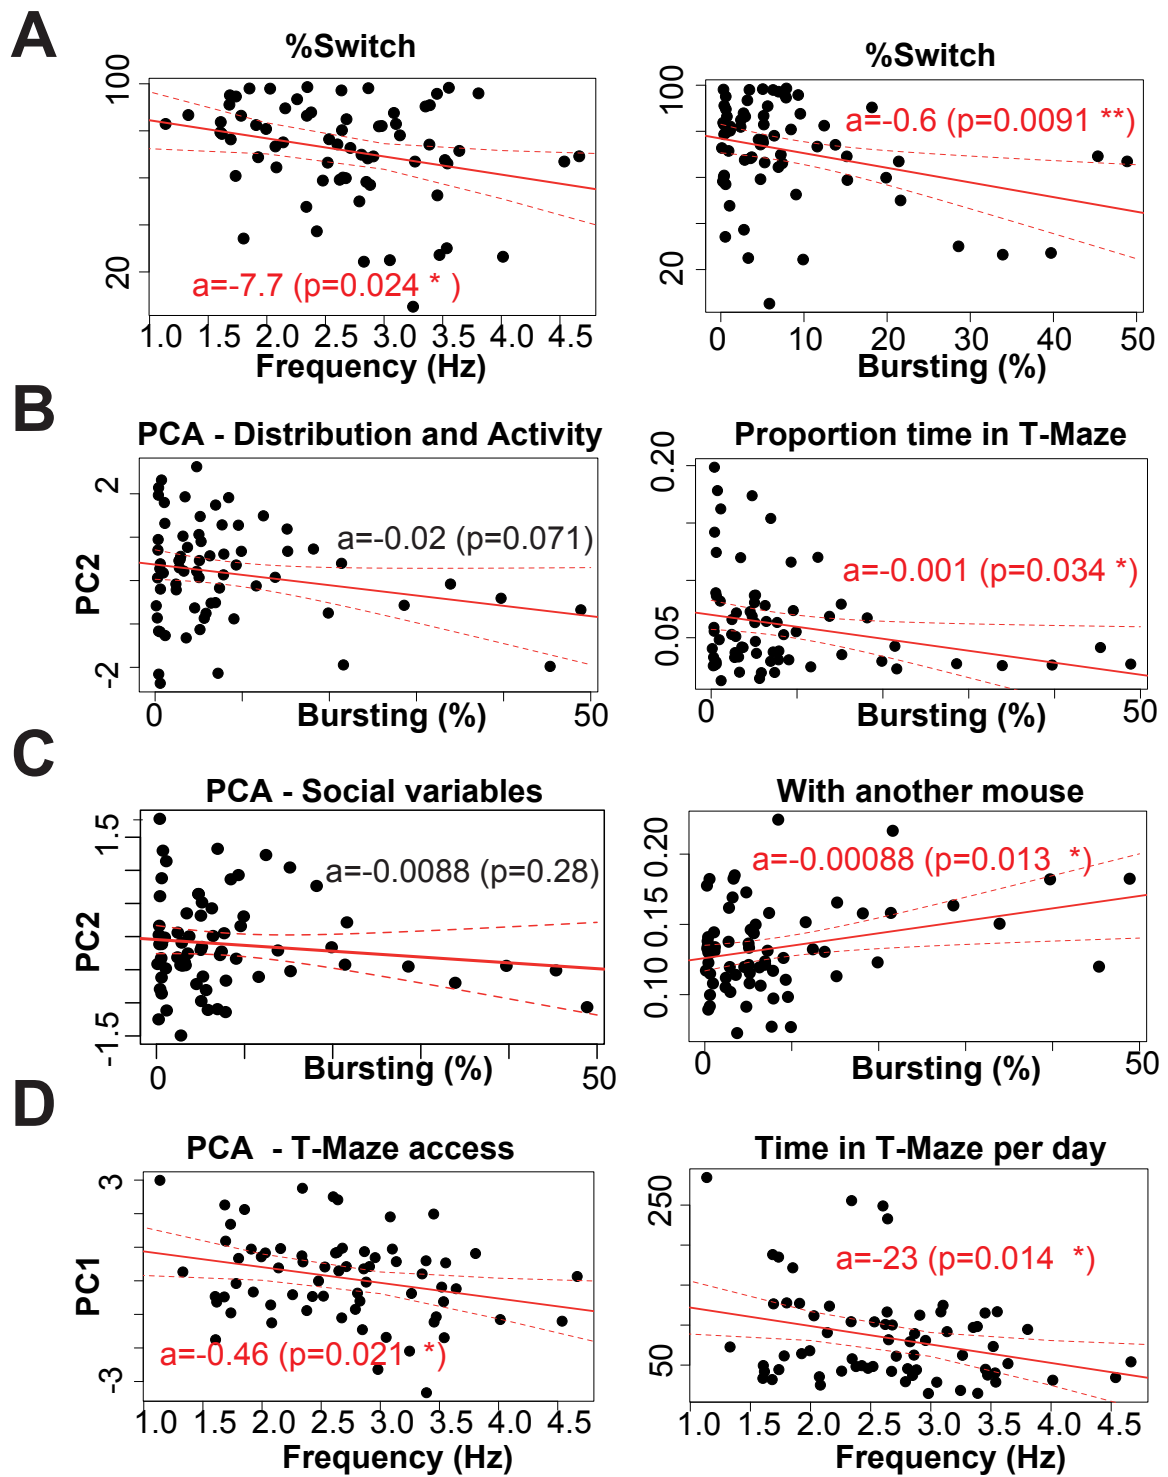 A
%Switch
100
20
a=-7.7 (p=0.024 * )
1.0 1.5 2.0 2.5 3.0 3.5 4.0 4.5
Frequency (Hz)
%Switch
100
20
a=-0.6 (p=0.0091 **)
0 10 20 30 40 50
Bursting (%)
B
PCA - Distribution and Activity
PC2
2
-2
a=-0.02 (p=0.071)
0 50
Bursting (%)
Proportion time in T-Maze
0.20
0.05
a=-0.001 (p=0.034 *)
0 50
Bursting (%)
C
PCA - Social variables
PC2
1.5
-1.5
a=-0.0088 (p=0.28)
0 50
Bursting (%)
With another mouse
0.20
0.15
0.10
a=-0.00088 (p=0.013 *)
0 50
Bursting (%)
D
PCA - T-Maze access
PC1
3
-3
a=-0.46 (p=0.021 *)
1.0 1.5 2.0 2.5 3.0 3.5 4.0 4.5
Frequency (Hz)
Time in T-Maze per day
250
50
a=-23 (p=0.014 *)
1.0 1.5 2.0 2.5 3.0 3.5 4.0 4.5
Frequency (Hz)